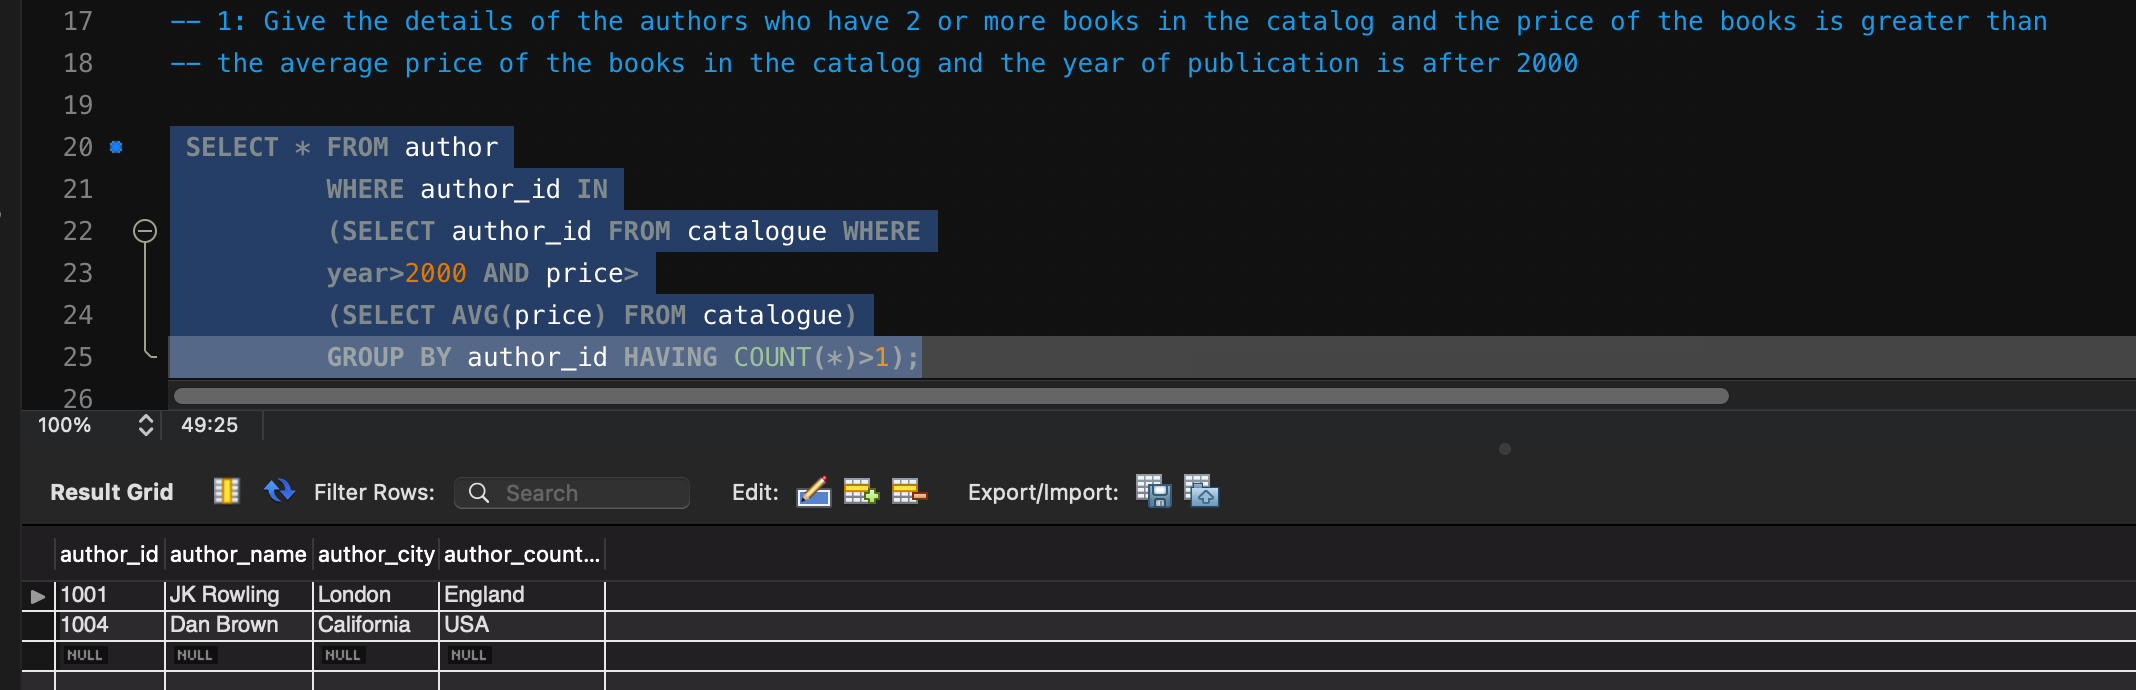 17 -- 1: Give the details of the authors who have 2 or more books in the catalog and the price of the books is greater than
18 -- the average price of the books in the catalog and the year of publication is after 2000
19
20 SELECT * FROM author
21 WHERE author_id IN
22 (SELECT author_id FROM catalogue WHERE
23 year>2000 AND price>
24 (SELECT AVG(price) FROM catalogue)
25 GROUP BY author_id HAVING COUNT(*)>1);
26
100% 49:25
Result Grid Filter Rows: Search Edit: Export/Import:
author_id author_name author_city author_count...
1001 JK Rowling London England
1004 Dan Brown California USA
NULL NULL NULL NULL